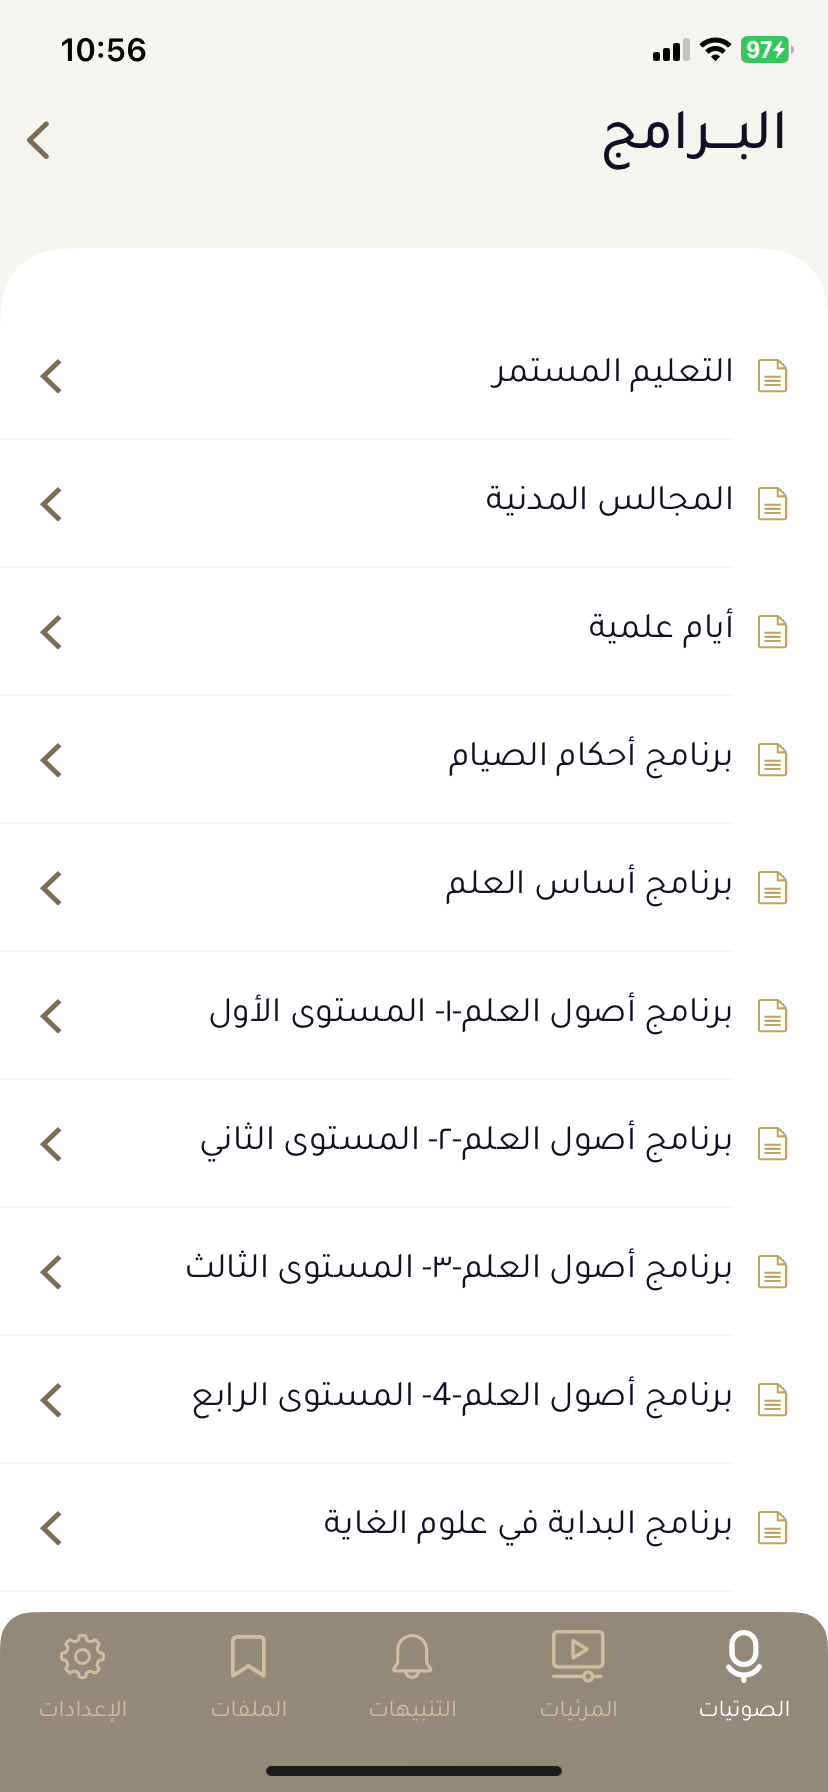 10:56
97
البـرامج
التعليم المستمر
المجالس المدنية
أيام علمية
برنامج أحكام الصيام
برنامج أساس العلم
برنامج أصول العلم-١- المستوى الأول
برنامج أصول العلم-٢- المستوى الثاني
برنامج أصول العلم-٣- المستوى الثالث
برنامج أصول العلم-4- المستوى الرابع
برنامج البداية في علوم الغاية
الصوتيات
المرئيات
التنبيهات
الملفات
الإعدادات